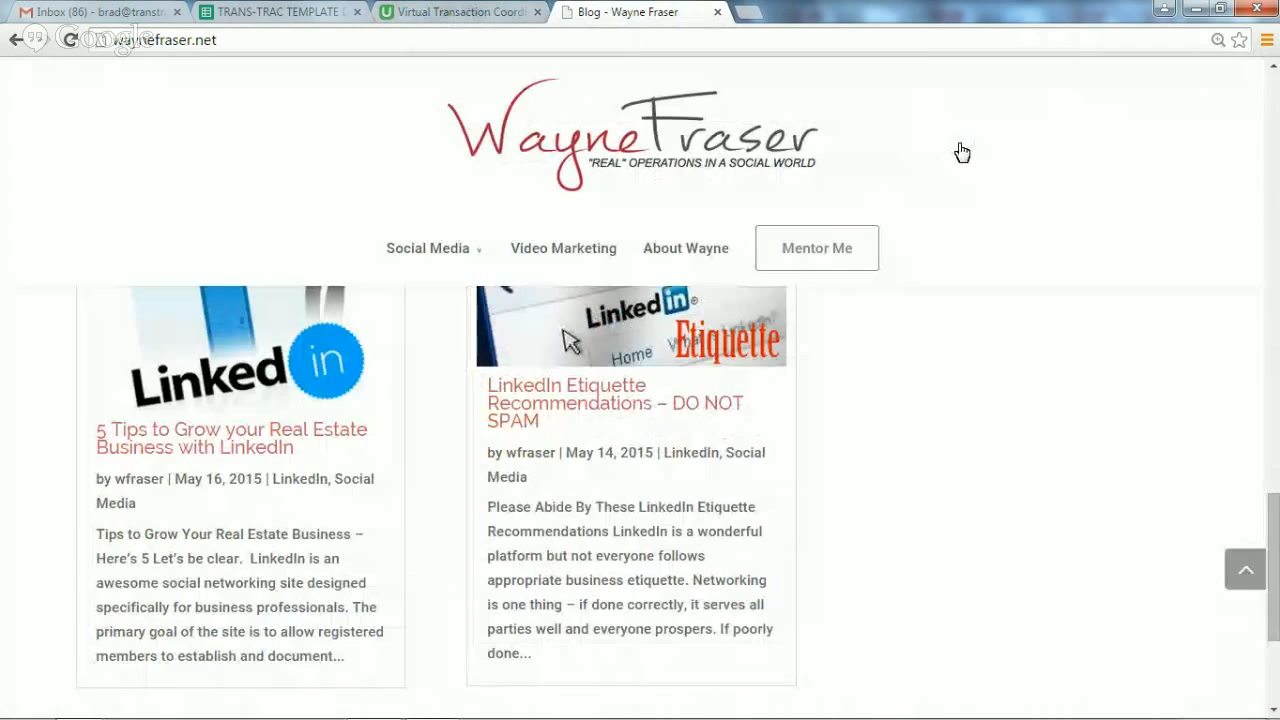 Inbox (86) - brad@transtr
TRANS-TRAC TEMPLATE
Virtual Transaction Coord
Blog - Wayne Fraser
Google
waynefraser.net
Wayne Fraser
"REAL" OPERATIONS IN A SOCIAL WORLD
Social Media
Video Marketing
About Wayne
Mentor Me
Linked in
5 Tips to Grow your Real Estate
Business with LinkedIn
by wfraser | May 16, 2015 | LinkedIn, Social
Media
Tips to Grow Your Real Estate Business –
Here's 5 Let's be clear. LinkedIn is an
awesome social networking site designed
specifically for business professionals. The
primary goal of the site is to allow registered
members to establish and document...
Linked in®
Home
Etiquette
LinkedIn Etiquette
Recommendations – DO NOT
SPAM
by wfraser | May 14, 2015 | LinkedIn, Social
Media
Please Abide By These LinkedIn Etiquette
Recommendations LinkedIn is a wonderful
platform but not everyone follows
appropriate business etiquette. Networking
is one thing – if done correctly, it serves all
parties well and everyone prospers. If poorly
done...